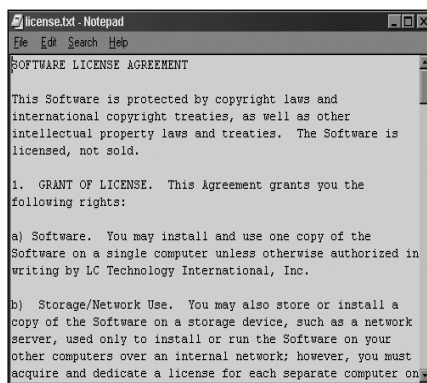 license.txt - Notepad
File Edit Search Help
SOFTWARE LICENSE AGREEMENT
This Software is protected by copyright laws and
international copyright treaties, as well as other
intellectual property laws and treaties.  The Software is
licensed, not sold.
1.  GRANT OF LICENSE.  This Agreement grants you the
following rights:
a) Software.  You may install and use one copy of the
Software on a single computer unless otherwise authorized in
writing by LC Technology International, Inc.
b)  Storage/Network Use.  You may also store or install a
copy of the Software on a storage device, such as a network
server, used only to install or run the Software on your
other computers over an internal network; however, you must
acquire and dedicate a license for each separate computer on